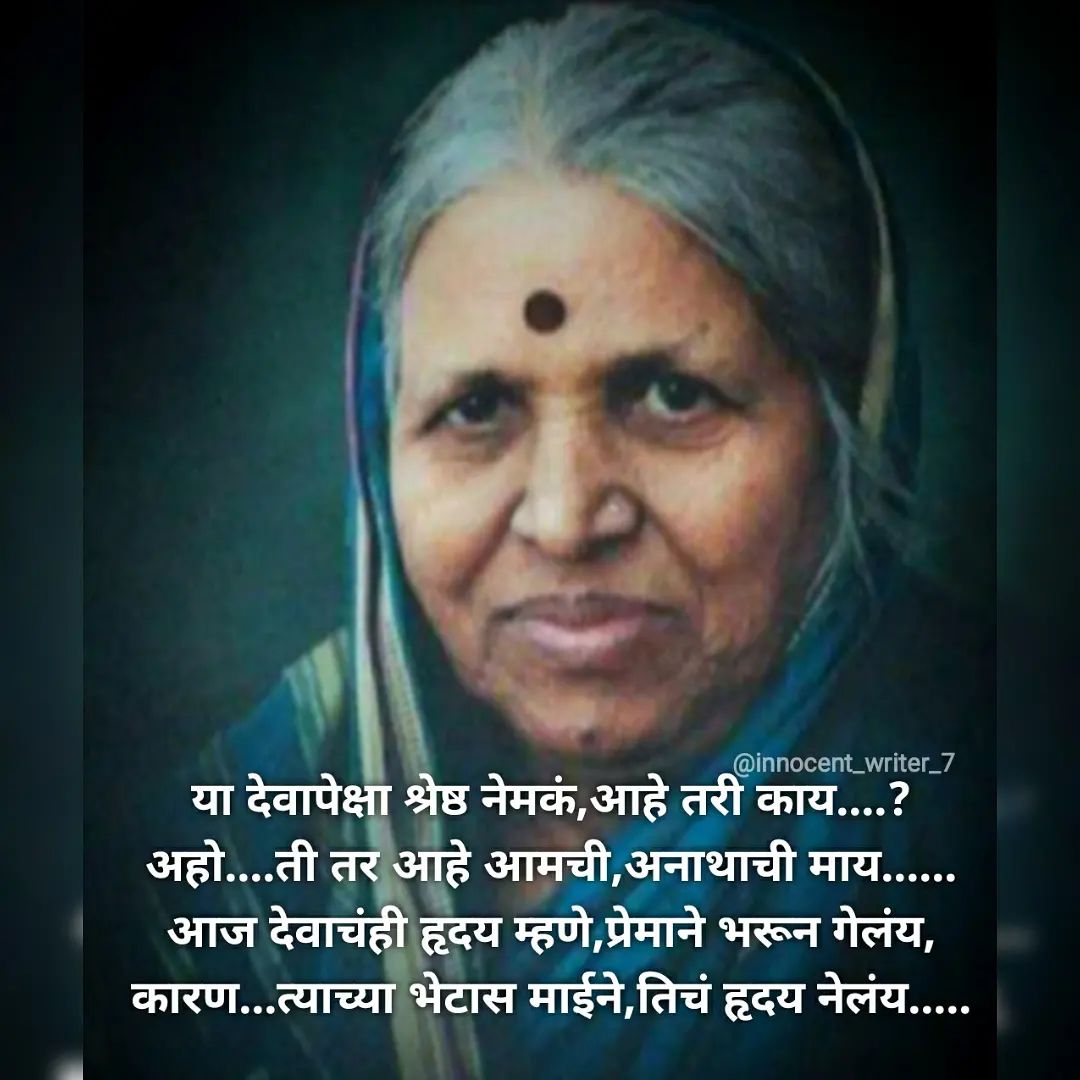 @innocent_writer_7
या देवापेक्षा श्रेष्ठ नेमकं,आहे तरी काय....?
अहो....ती तर आहे आमची,अनाथाची माय......
आज देवाचंही हृदय म्हणे,प्रेमाने भरून गेलंय,
कारण...त्याच्या भेटास माईने,तिचं हृदय नेलंय.....